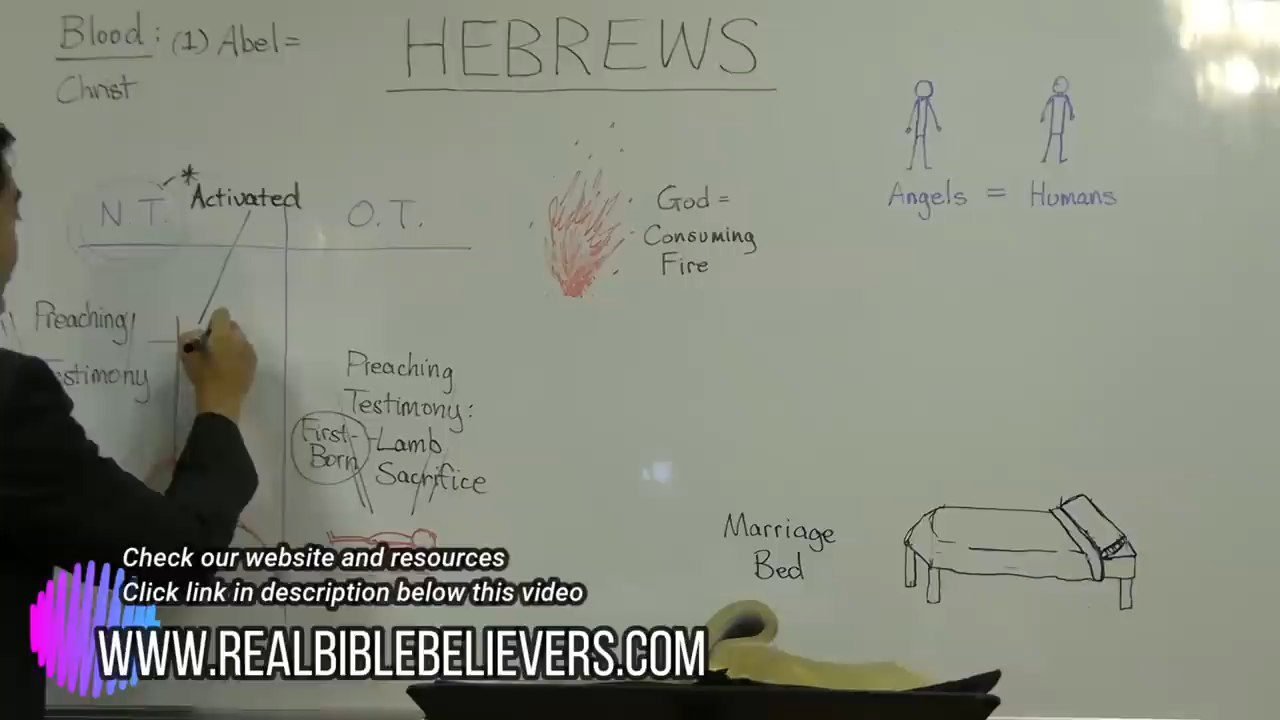 Blood: (1) Abel=
Christ
HEBREWS
N.T.
*Activated
O.T.
Preaching
Testimony:
First-
Born
Lamb
Sacrifice
Preaching
God =
Consuming
Fire
Angels = Humans
Marriage
Bed
Check our website and resources
Click link in description below this video
WWW.REALBIBLEBELIEVERS.COM